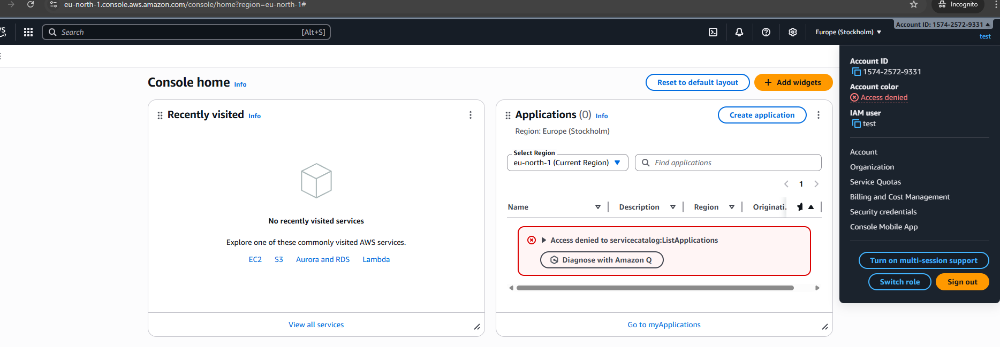 eu-north-1.console.aws.amazon.com/console/home?region=eu-north-1#
Incognito
Search
[Alt+S]
Europe (Stockholm)
Account ID: 1574-2572-9331
test
Account ID
1574-2572-9331
Account color
Access denied
IAM user
test
Account
Organization
Service Quotas
Billing and Cost Management
Security credentials
Console Mobile App
Turn on multi-session support
Switch role
Sign out
Console home
Info
Reset to default layout
+ Add widgets
Recently visited
Info
No recently visited services
Explore one of these commonly visited AWS services.
EC2
S3
Aurora and RDS
Lambda
View all services
Applications (0)
Info
Create application
Region: Europe (Stockholm)
Select Region
eu-north-1 (Current Region)
Find applications
1
Name
Description
Region
Originati.
Access denied to servicecatalog:ListApplications
Diagnose with Amazon Q
Go to myApplications